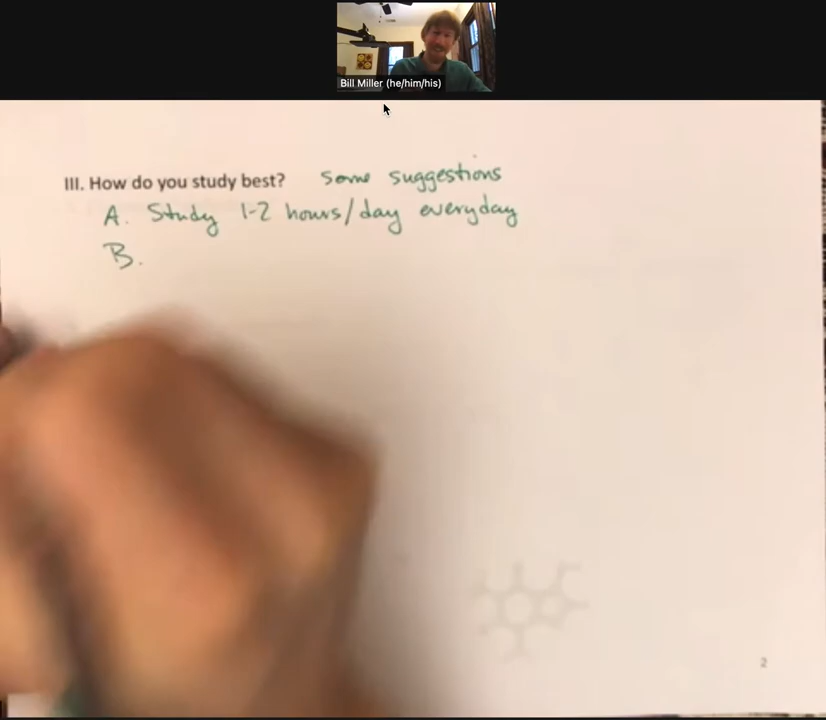 Bill Miller (he/him/his)
III. How do you study best? some suggestions
A. Study 1-2 hours/day everyday
B.
2